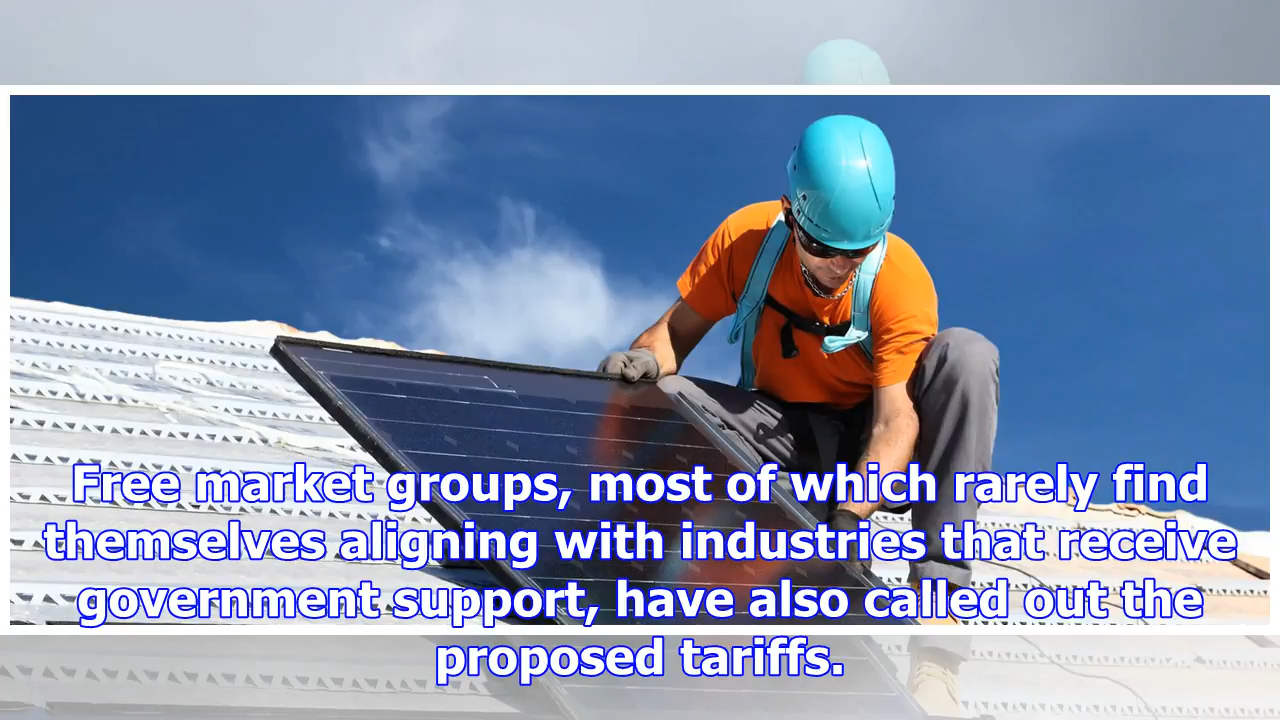 Free market groups, most of which rarely find
themselves aligning with industries that receive
government support, have also called out the
proposed tariffs.